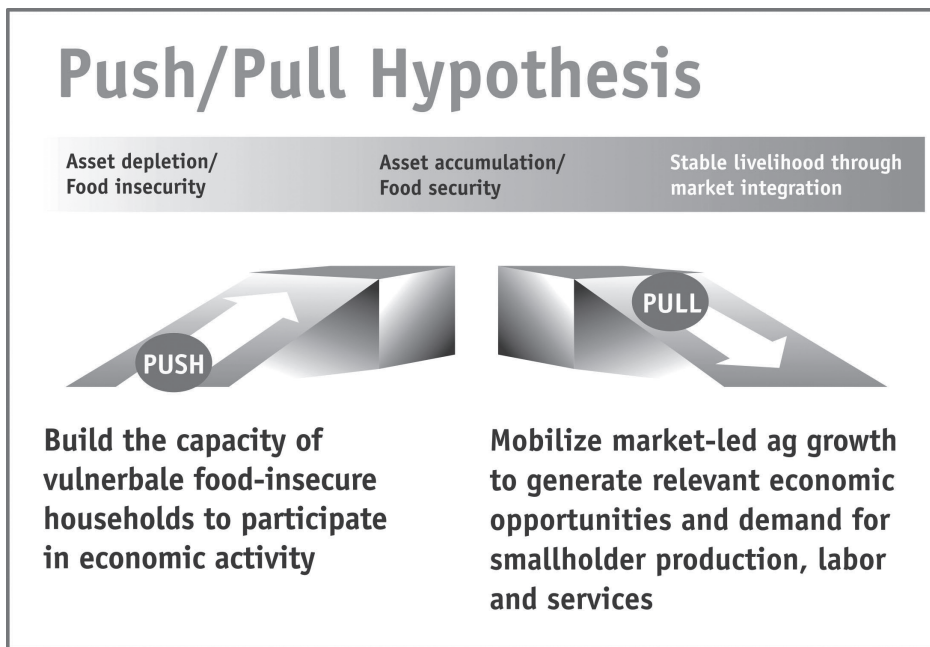 Push/Pull Hypothesis
Asset depletion/
Food insecurity
Asset accumulation/
Food security
Stable livelihood through
market integration
PUSH
PULL
Build the capacity of
vulnerbale food-insecure
households to participate
in economic activity
Mobilize market-led ag growth
to generate relevant economic
opportunities and demand for
smallholder production, labor
and services